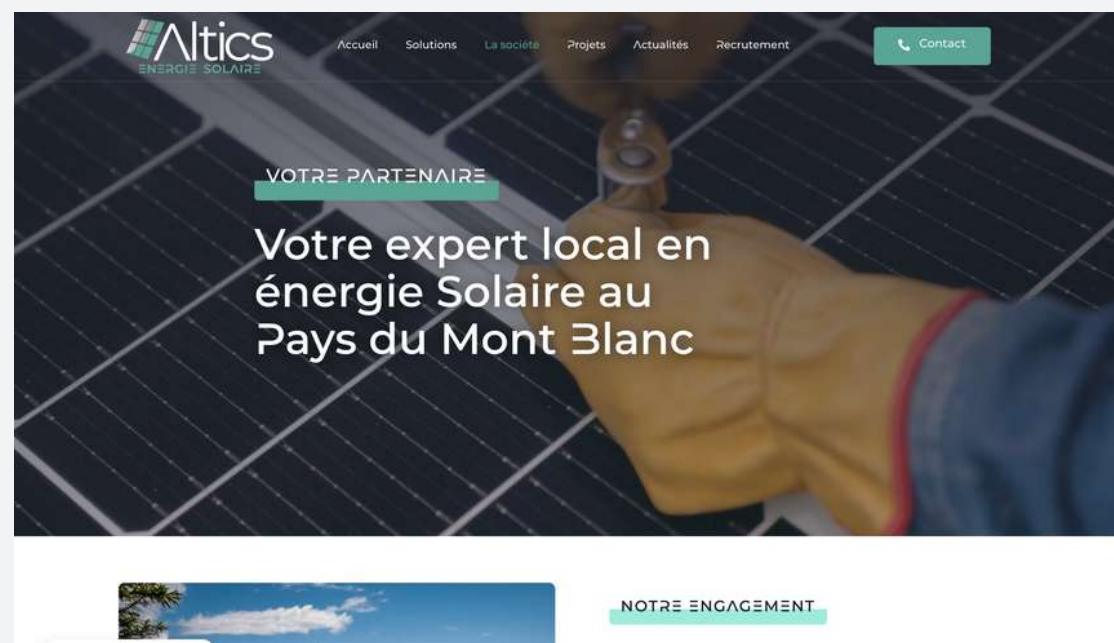 Altics
ENERGIE SOLAIRE
Accueil Solutions La société Projets Actualités Recrutement Contact
VOTRE PARTENAIRE
Votre expert local en
énergie Solaire au
Pays du Mont Blanc
NOTRE ENGAGEMENT